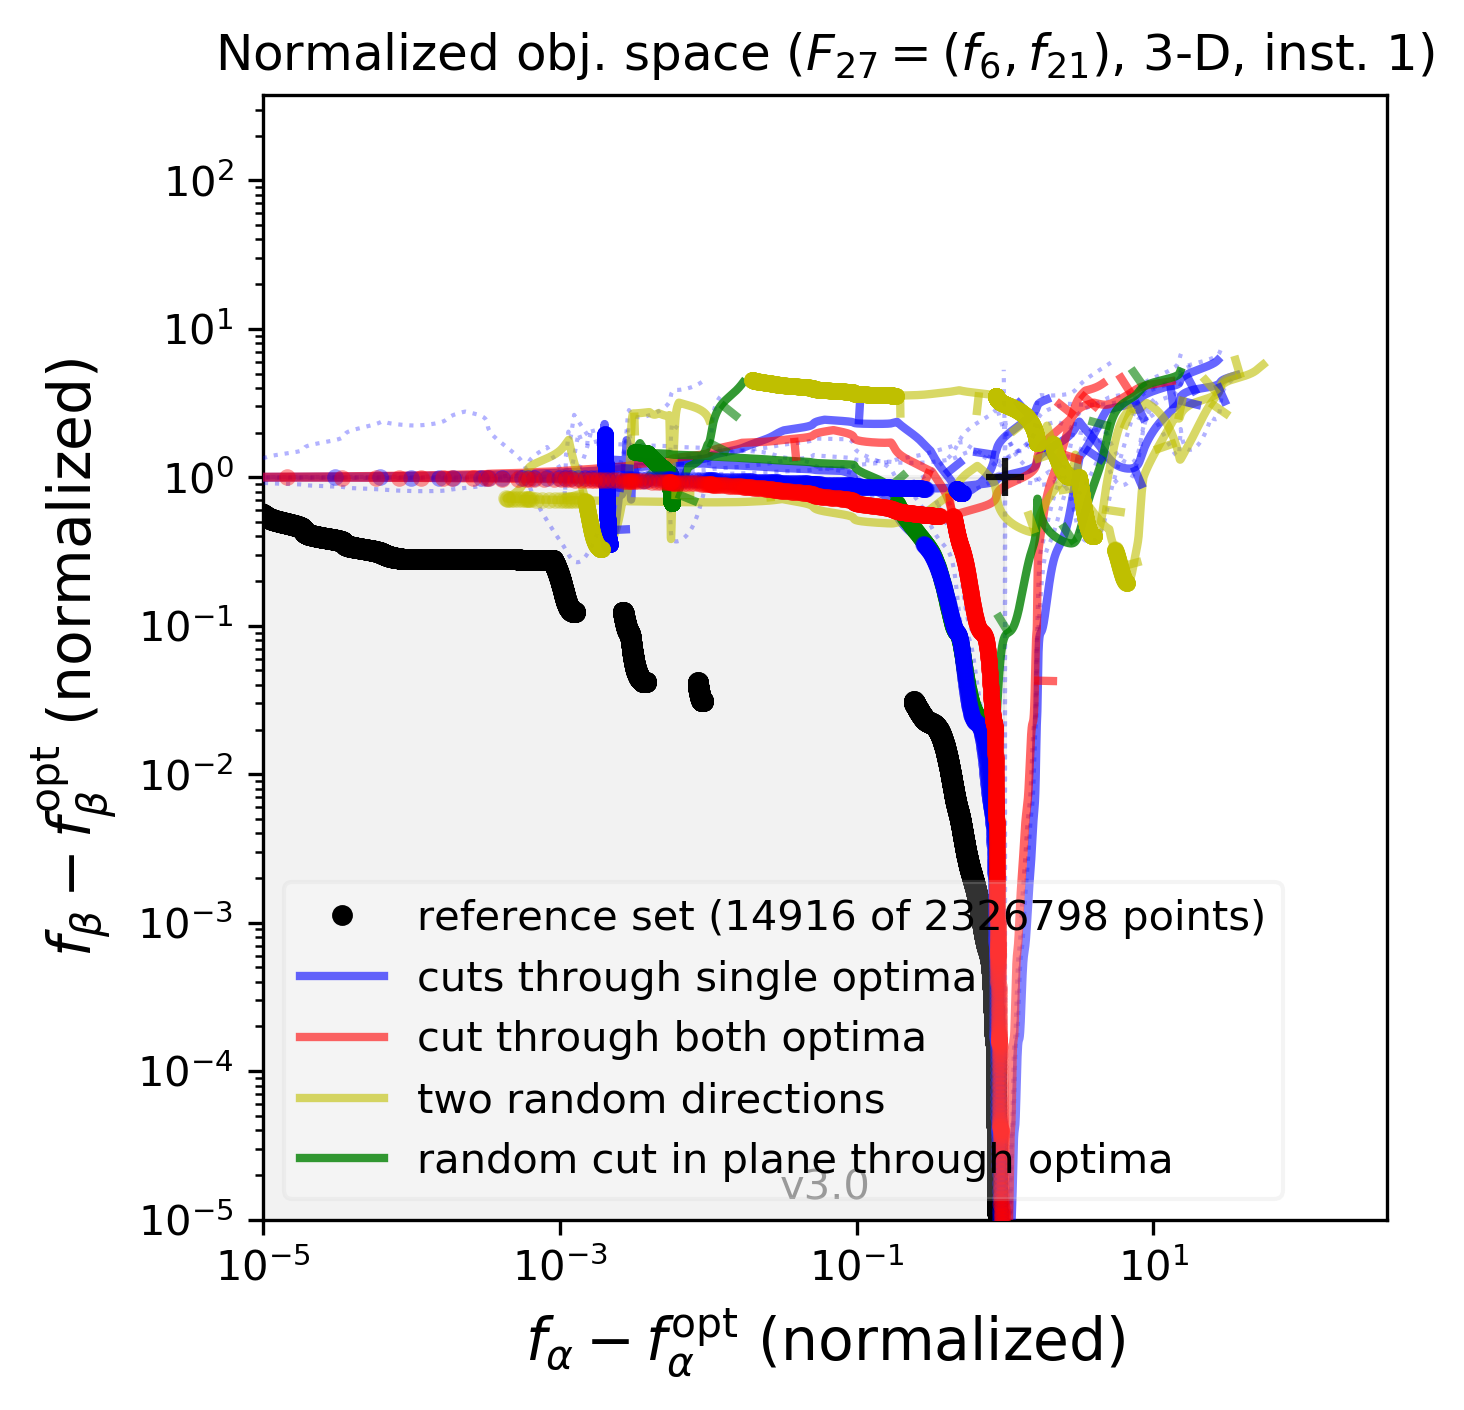 Normalized obj. space (F₂₇ = (f₆, f₂₁), 3-D, inst. 1)
f_β − f_β^opt (normalized)
10²
10¹
10⁰
10⁻¹
10⁻²
10⁻³
10⁻⁴
10⁻⁵
reference set (14916 of 2326798 points)
cuts through single optima
cut through both optima
two random directions
random cut in plane through optima
v3.0
10⁻⁵ 10⁻³ 10⁻¹ 10¹
f_α − f_α^opt (normalized)